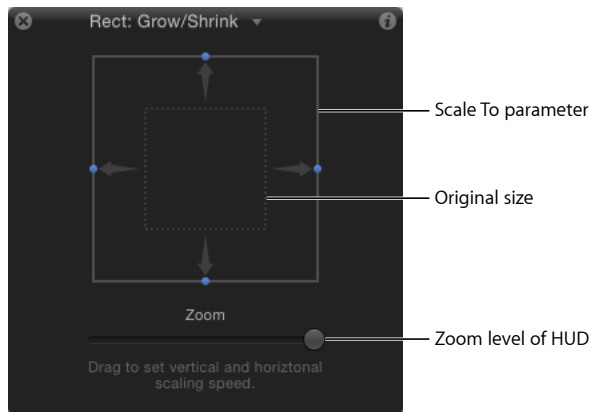 Rect: Grow/Shrink
Scale To parameter
Original size
Zoom
Zoom level of HUD
Drag to set vertical and horiztonal
scaling speed.